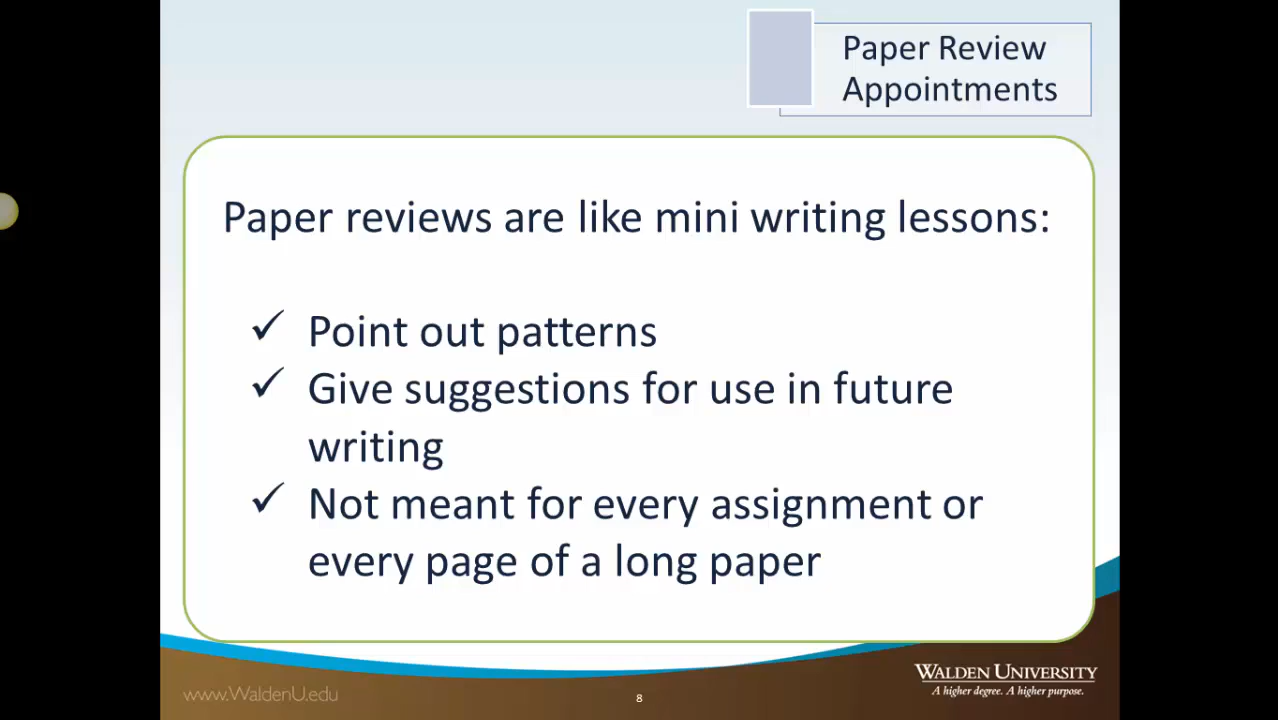 Paper Review
Appointments
Paper reviews are like mini writing lessons:
✓ Point out patterns
✓ Give suggestions for use in future
writing
✓ Not meant for every assignment or
every page of a long paper
WALDEN UNIVERSITY
A higher degree. A higher purpose.
www.WaldenU.edu
8